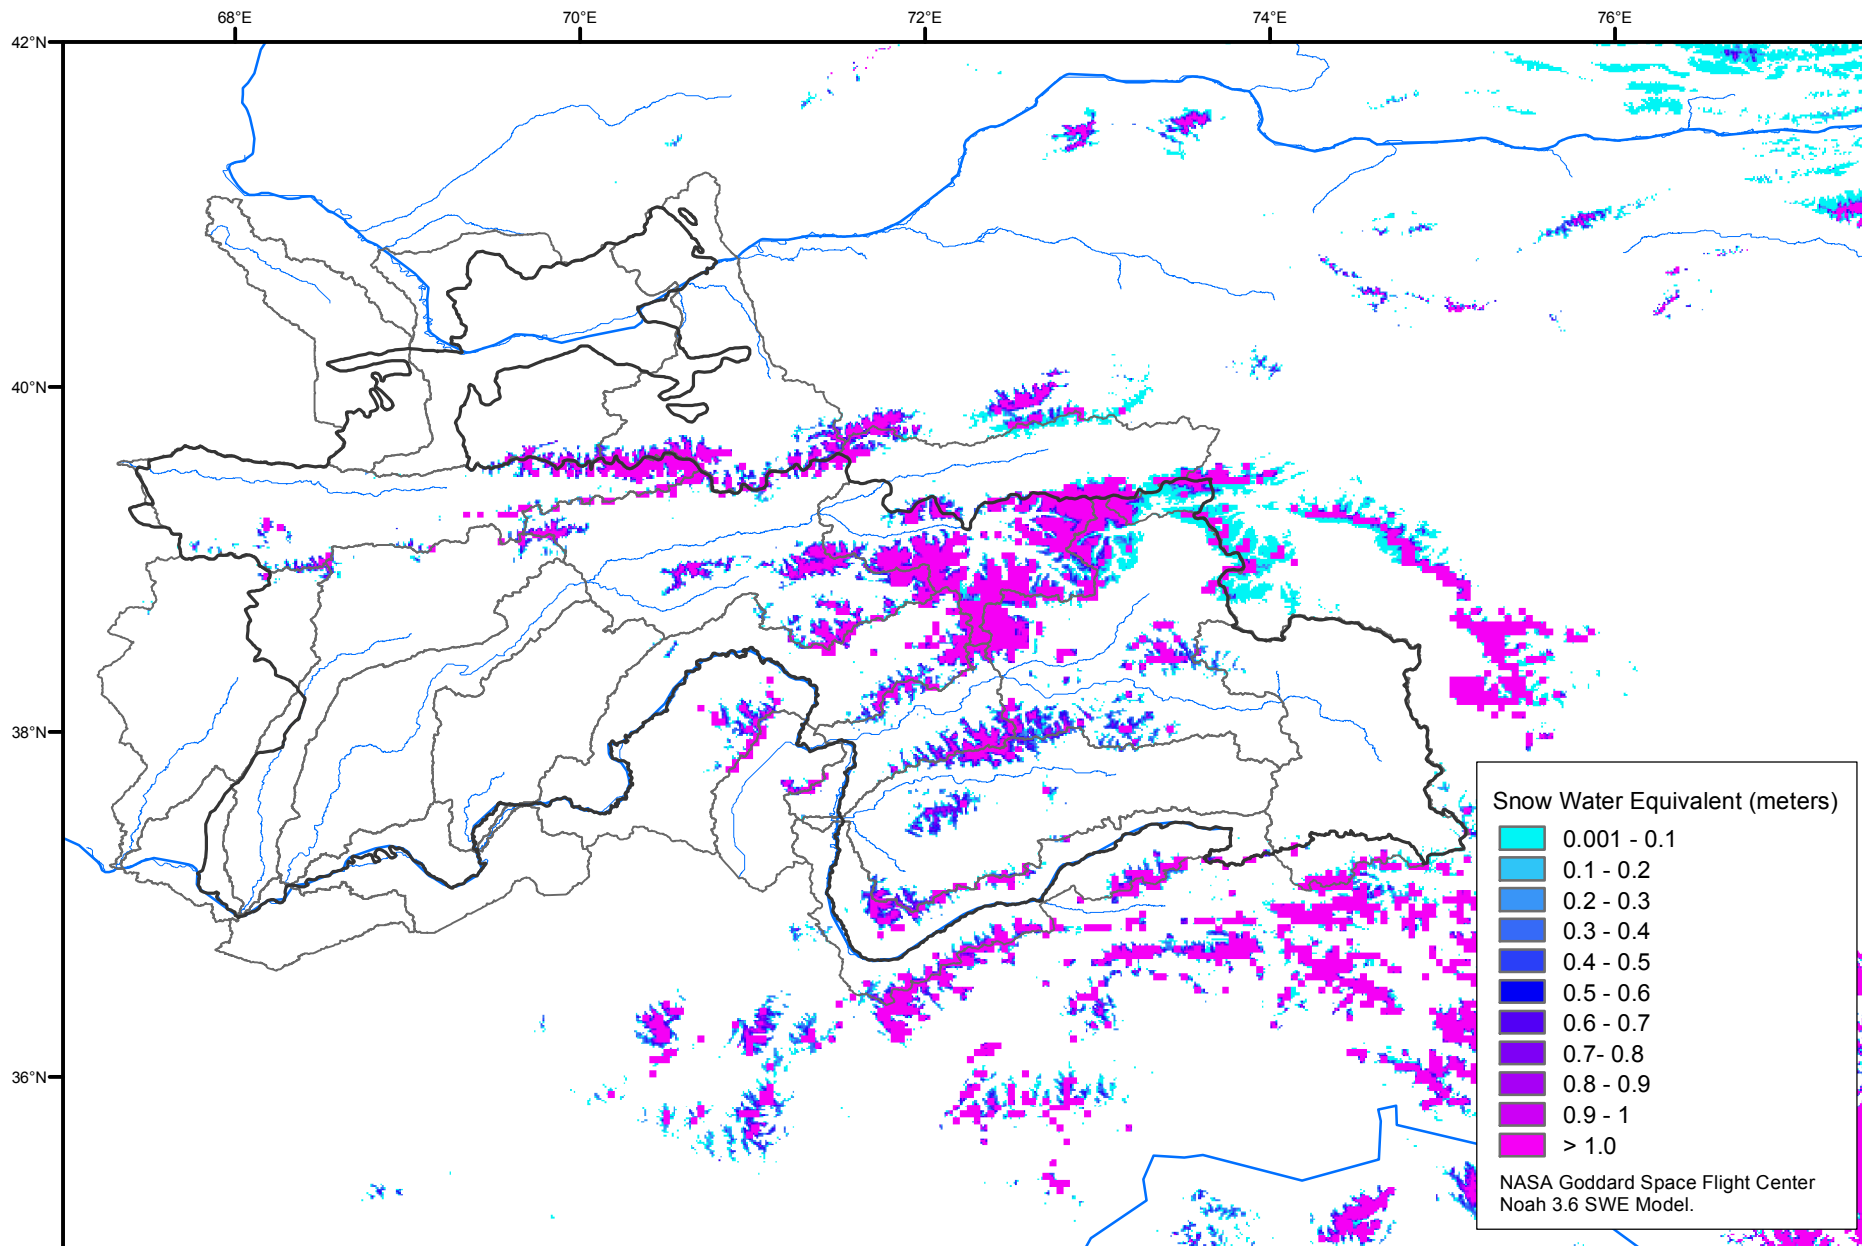 68°E 70°E 72°E 74°E 76°E
42°N
40°N
38°N
36°N
Snow Water Equivalent (meters)
0.001 - 0.1
0.1 - 0.2
0.2 - 0.3
0.3 - 0.4
0.4 - 0.5
0.5 - 0.6
0.6 - 0.7
0.7- 0.8
0.8 - 0.9
0.9 - 1
> 1.0
NASA Goddard Space Flight Center
Noah 3.6 SWE Model.